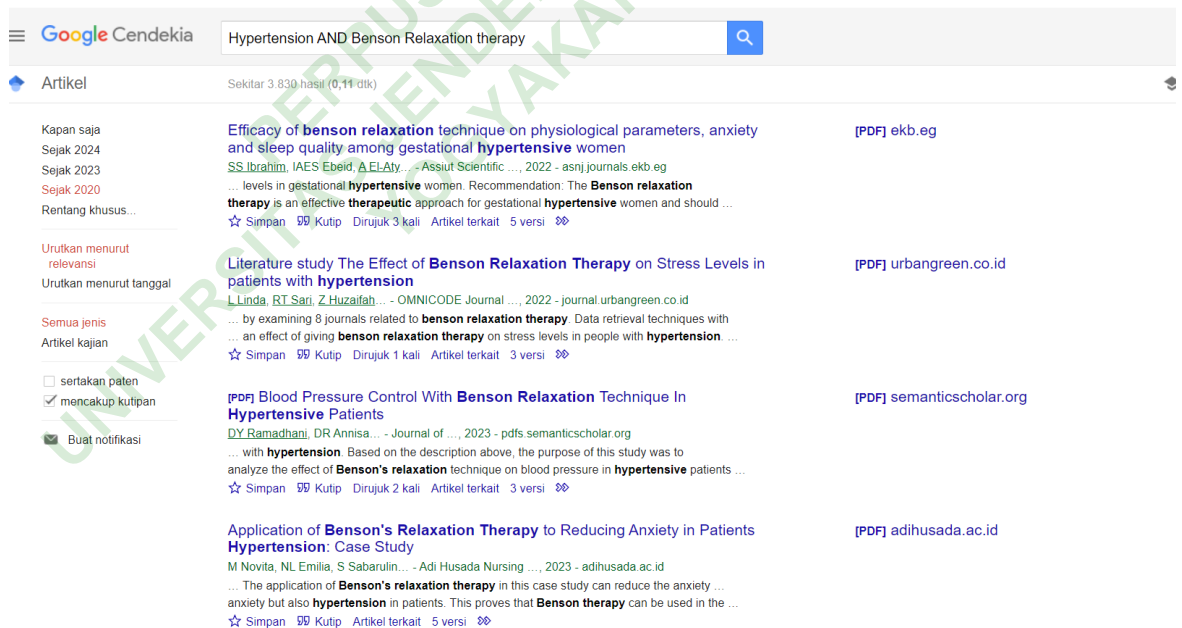 Google Cendekia
Hypertension AND Benson Relaxation therapy
Artikel
Sekitar 3.830 hasil (0,11 dtk)
Kapan saja
Sejak 2024
Sejak 2023
Sejak 2020
Rentang khusus...
Urutkan menurut
relevansi
Urutkan menurut tanggal
Semua jenis
Artikel kajian
sertakan paten
mencakup kutipan
Buat notifikasi
Efficacy of benson relaxation technique on physiological parameters, anxiety
and sleep quality among gestational hypertensive women
SS Ibrahim, IAES Ebeid, A El-Aty... - Assiut Scientific ..., 2022 - asnj.journals.ekb.eg
... levels in gestational hypertensive women. Recommendation: The Benson relaxation
therapy is an effective therapeutic approach for gestational hypertensive women and should ...
Simpan Kutip Dirujuk 3 kali Artikel terkait 5 versi
[PDF] ekb.eg
Literature study The Effect of Benson Relaxation Therapy on Stress Levels in
patients with hypertension
L Linda, RT Sari, Z Huzaifah... - OMNICODE Journal ..., 2022 - journal.urbangreen.co.id
... by examining 8 journals related to benson relaxation therapy. Data retrieval techniques with
... an effect of giving benson relaxation therapy on stress levels in people with hypertension. ...
Simpan Kutip Dirujuk 1 kali Artikel terkait 3 versi
[PDF] urbangreen.co.id
[PDF] Blood Pressure Control With Benson Relaxation Technique In
Hypertensive Patients
DY Ramadhani, DR Annisa... - Journal of ..., 2023 - pdfs.semanticscholar.org
... with hypertension. Based on the description above, the purpose of this study was to
analyze the effect of Benson's relaxation technique on blood pressure in hypertensive patients ...
Simpan Kutip Dirujuk 2 kali Artikel terkait 3 versi
[PDF] semanticscholar.org
Application of Benson's Relaxation Therapy to Reducing Anxiety in Patients
Hypertension: Case Study
M Novita, NL Emilia, S Sabarulin... - Adi Husada Nursing ..., 2023 - adihusada.ac.id
... The application of Benson's relaxation therapy in this case study can reduce the anxiety ...
anxiety but also hypertension in patients. This proves that Benson therapy can be used in the ...
Simpan Kutip Artikel terkait 5 versi
[PDF] adihusada.ac.id
UNIVERSITAS JENDE
YOGYAKA